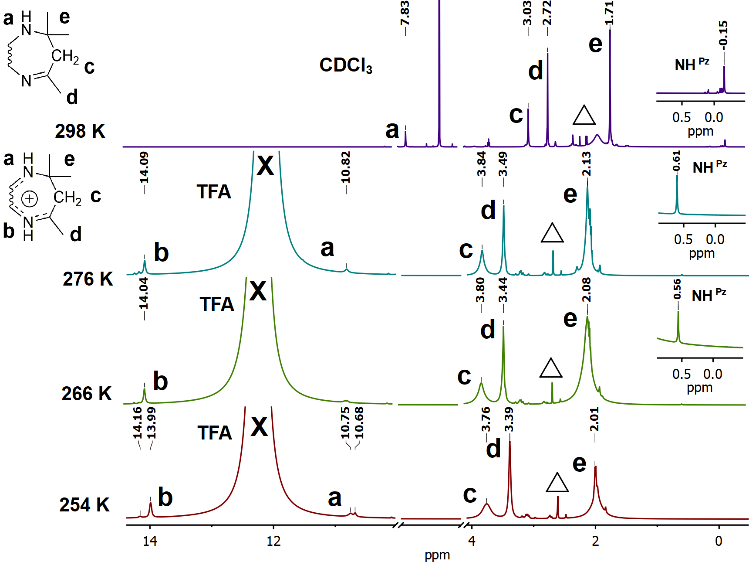 a H e
N
CH2 c
N
d
298 K
CDCl3
7.83
3.03
2.72
1.71
-0.15
a
c
d
e
NH Pz
0.5 0.0
ppm
a H e
N
CH2 c
+
N
H
b d
276 K
14.09
TFA
X
10.82
3.84
3.49
2.13
0.61
b
a
c
d
e
NH Pz
0.5 0.0
ppm
266 K
14.04
TFA
X
3.80
3.44
2.08
0.56
b
c
d
e
NH Pz
0.5 0.0
ppm
254 K
14.16
13.99
TFA
X
10.75
10.68
3.76
3.39
2.01
b
a
c
d
e
14 12 4 2 0
ppm